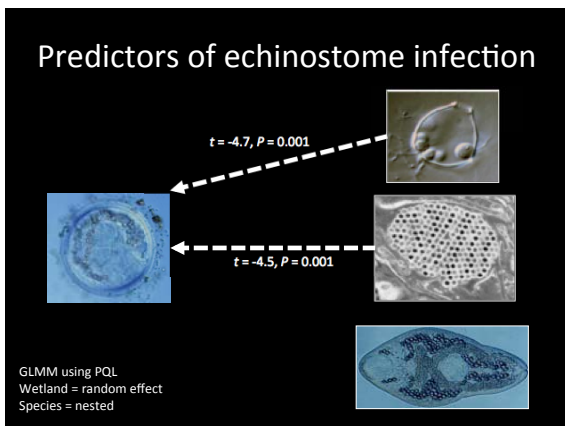 Predictors of echinostome infection
t = -4.7, P = 0.001
t = -4.5, P = 0.001
GLMM using PQL
Wetland = random effect
Species = nested